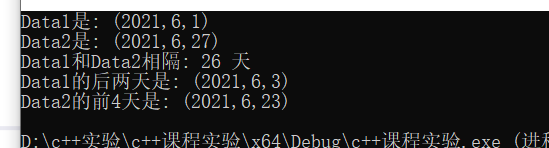 Data1是: (2021,6,1)
Data2是: (2021,6,27)
Data1和Data2相隔: 26 天
Data1的后两天是: (2021,6,3)
Data2的前4天是: (2021,6,23)
D:\c++实验\c++课程实验\x64\Debug\c++课程实验.exe (进程